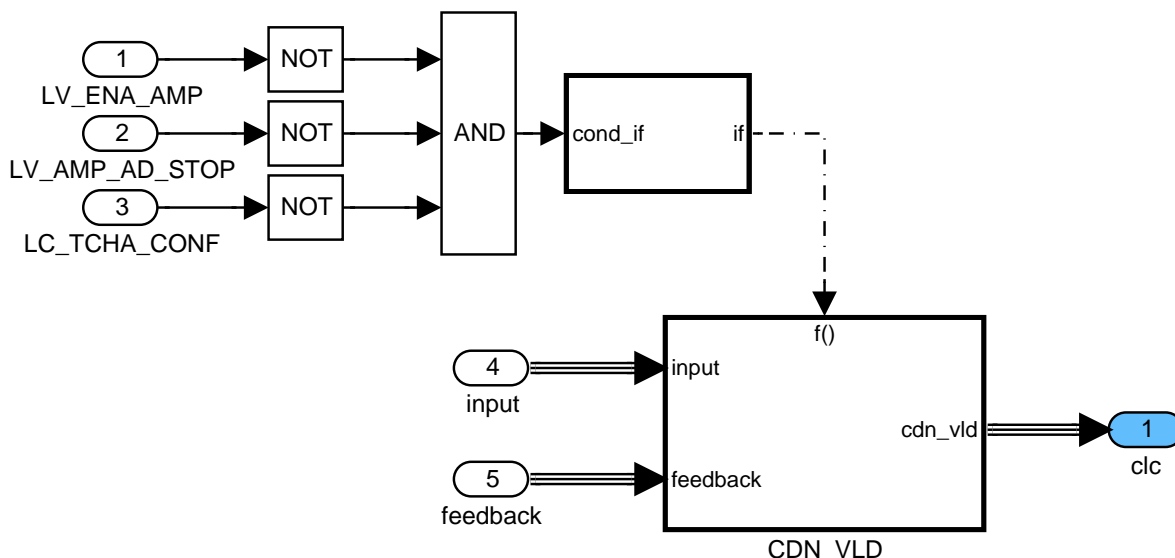 1
NOT
LV_ENA_AMP
2
NOT
AND
cond_if
if
LV_AMP_AD_STOP
3
NOT
LC_TCHA_CONF
f()
4
input
input
cdn_vld
1
clc
5
feedback
feedback
CDN_VLD